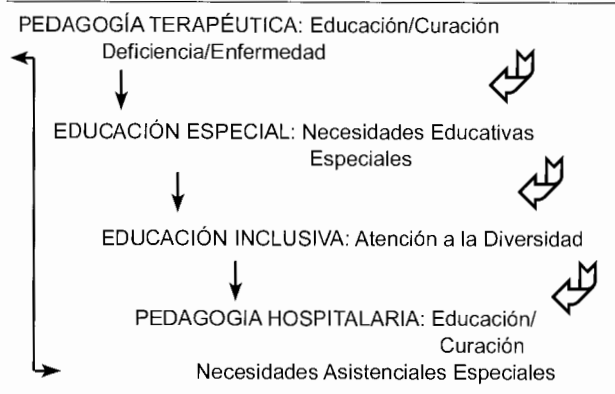 PEDAGOGÍA TERAPÉUTICA: Educación/Curación
Deficiencia/Enfermedad
EDUCACIÓN ESPECIAL: Necesidades Educativas
Especiales
EDUCACIÓN INCLUSIVA: Atención a la Diversidad
PEDAGOGIA HOSPITALARIA: Educación/
Curación
Necesidades Asistenciales Especiales